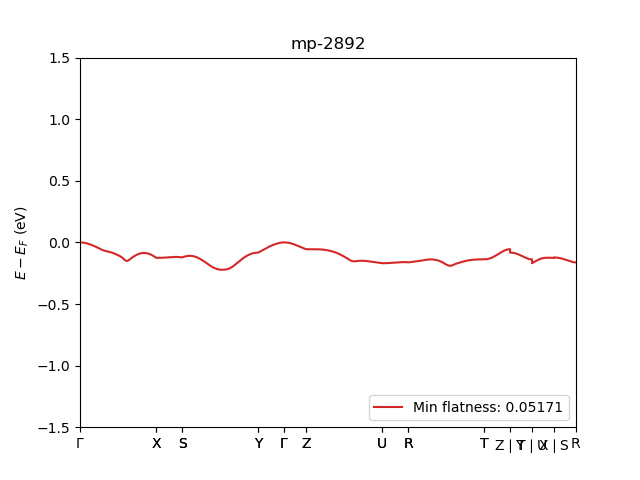 mp-2892
1.5
1.0
0.5
0.0
−0.5
−1.0
−1.5
E − E_F (eV)
Min flatness: 0.05171
Γ X S Y Γ Z U R T Z | Y T | U X | S R